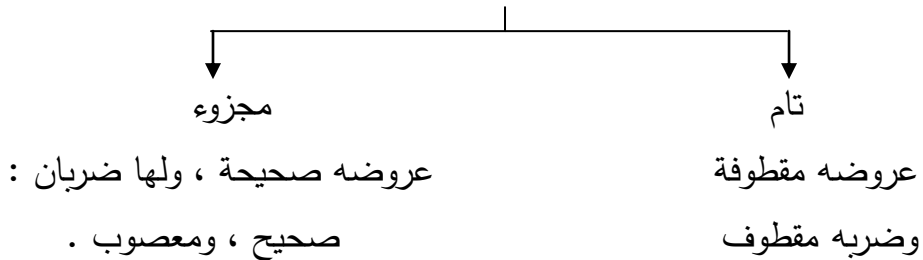 تام
عروضه مقطوفة
وضربه مقطوف
مجزوء
عروضه صحيحة ، ولها ضربان :
صحيح ، ومعصوب .